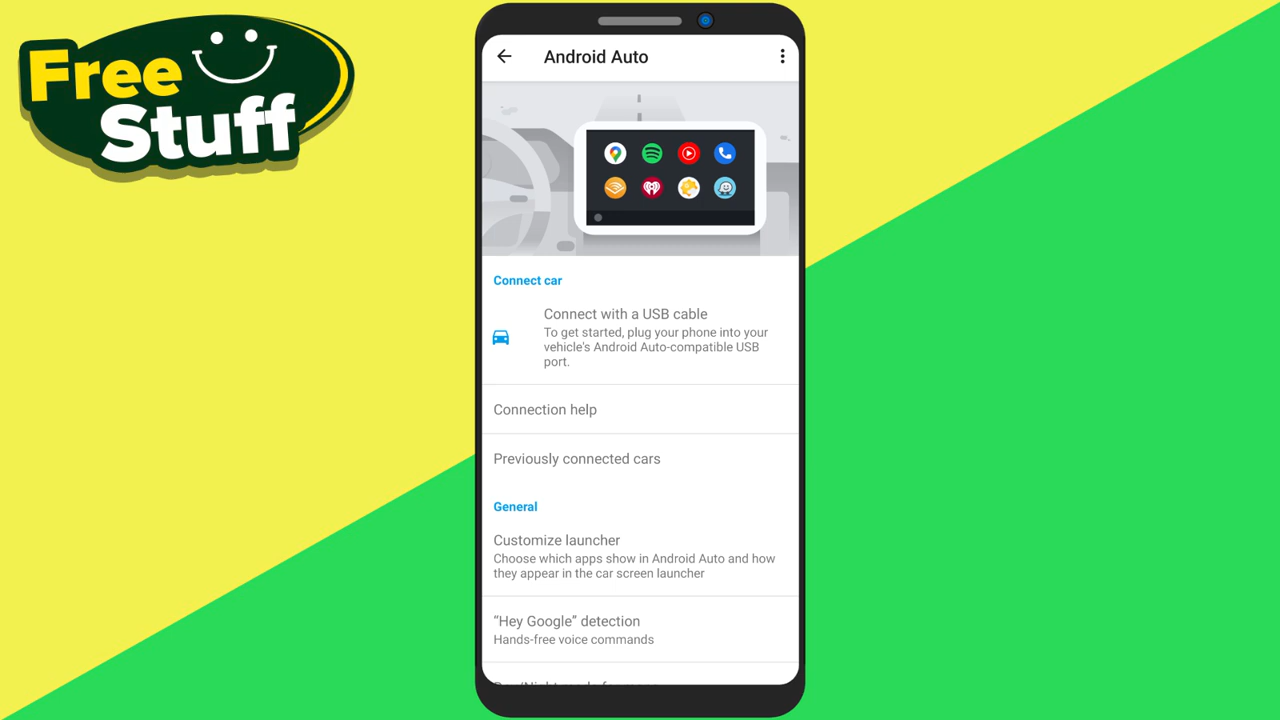 Free
Stuff
Android Auto
Connect car
Connect with a USB cable
To get started, plug your phone into your
vehicle's Android Auto-compatible USB
port.
Connection help
Previously connected cars
General
Customize launcher
Choose which apps show in Android Auto and how
they appear in the car screen launcher
“Hey Google” detection
Hands-free voice commands